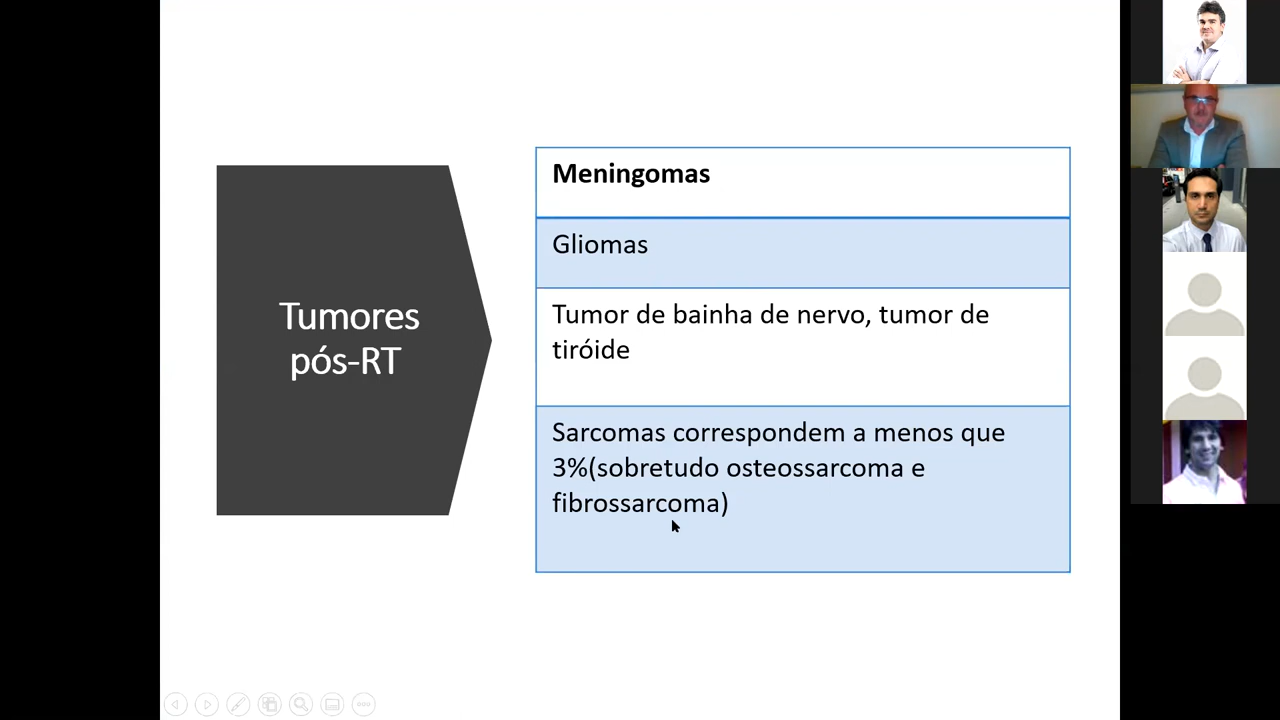 Tumores
pós-RT
Meningomas
Gliomas
Tumor de bainha de nervo, tumor de
tiróide
Sarcomas correspondem a menos que
3%(sobretudo osteossarcoma e
fibrossarcoma)